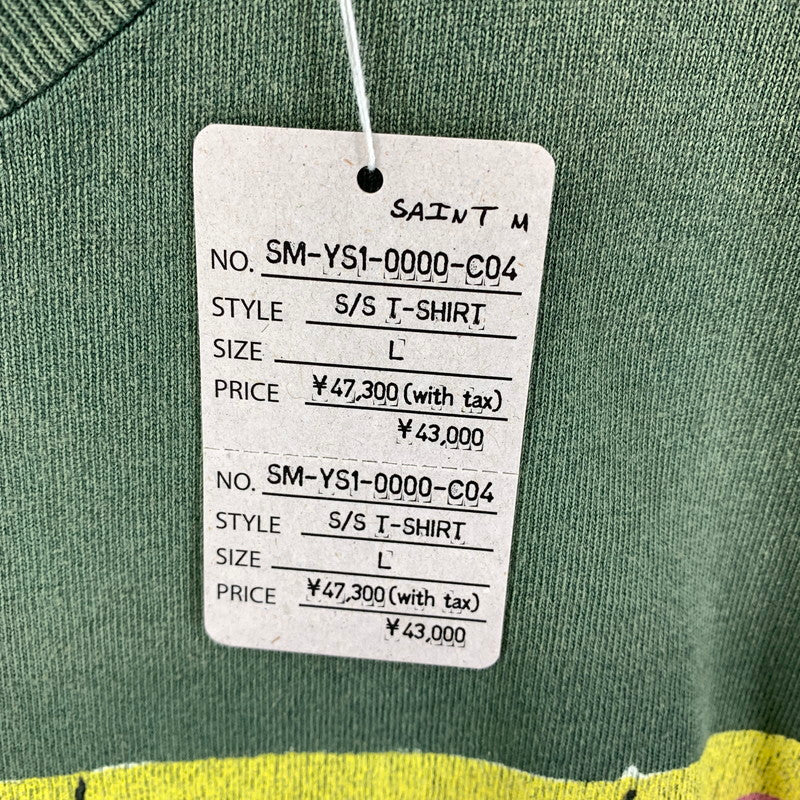 SAINT M
NO. SM-YS1-0000-C04
STYLE S/S T-SHIRT
SIZE L
PRICE ¥47,300(with tax)
¥43,000
NO. SM-YS1-0000-C04
STYLE S/S T-SHIRT
SIZE L
PRICE ¥47,300(with tax)
¥43,000